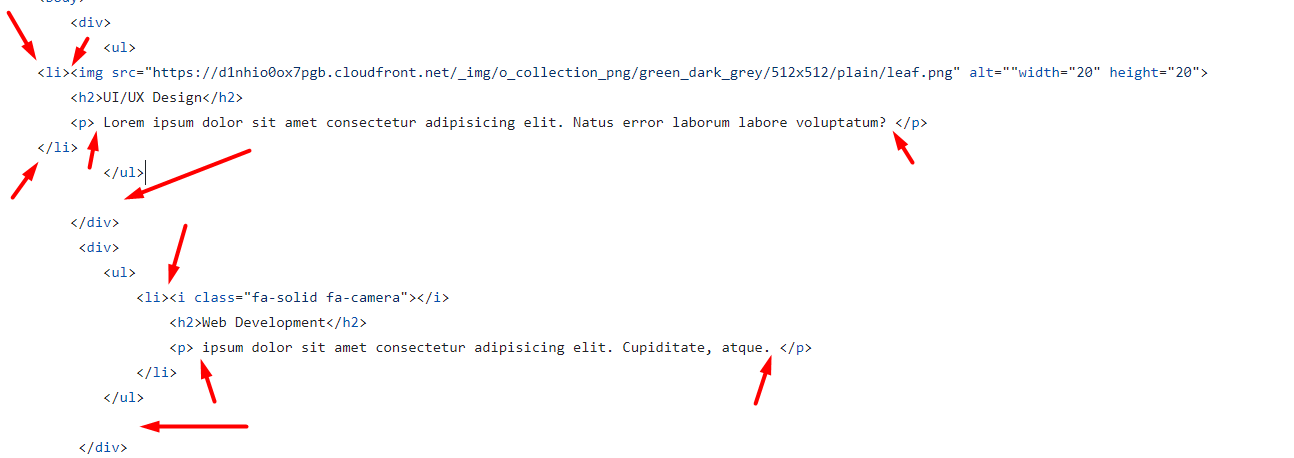 <body>
<div>
<ul>
<li><img src="https://d1nhio0ox7pgb.cloudfront.net/_img/o_collection_png/green_dark_grey/512x512/plain/leaf.png" alt=""width="20" height="20">
<h2>UI/UX Design</h2>
<p> Lorem ipsum dolor sit amet consectetur adipisicing elit. Natus error laborum labore voluptatum? </p>
</li>
</ul>
</div>
<div>
<ul>
<li><i class="fa-solid fa-camera"></i>
<h2>Web Development</h2>
<p> ipsum dolor sit amet consectetur adipisicing elit. Cupiditate, atque. </p>
</li>
</ul>
</div>